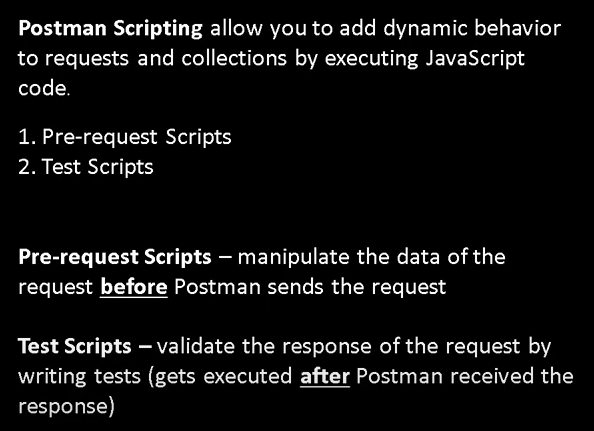 Postman Scripting allow you to add dynamic behavior
to requests and collections by executing JavaScript
code.
1. Pre-request Scripts
2. Test Scripts
Pre-request Scripts – manipulate the data of the
request before Postman sends the request
Test Scripts – validate the response of the request by
writing tests (gets executed after Postman received the
response)